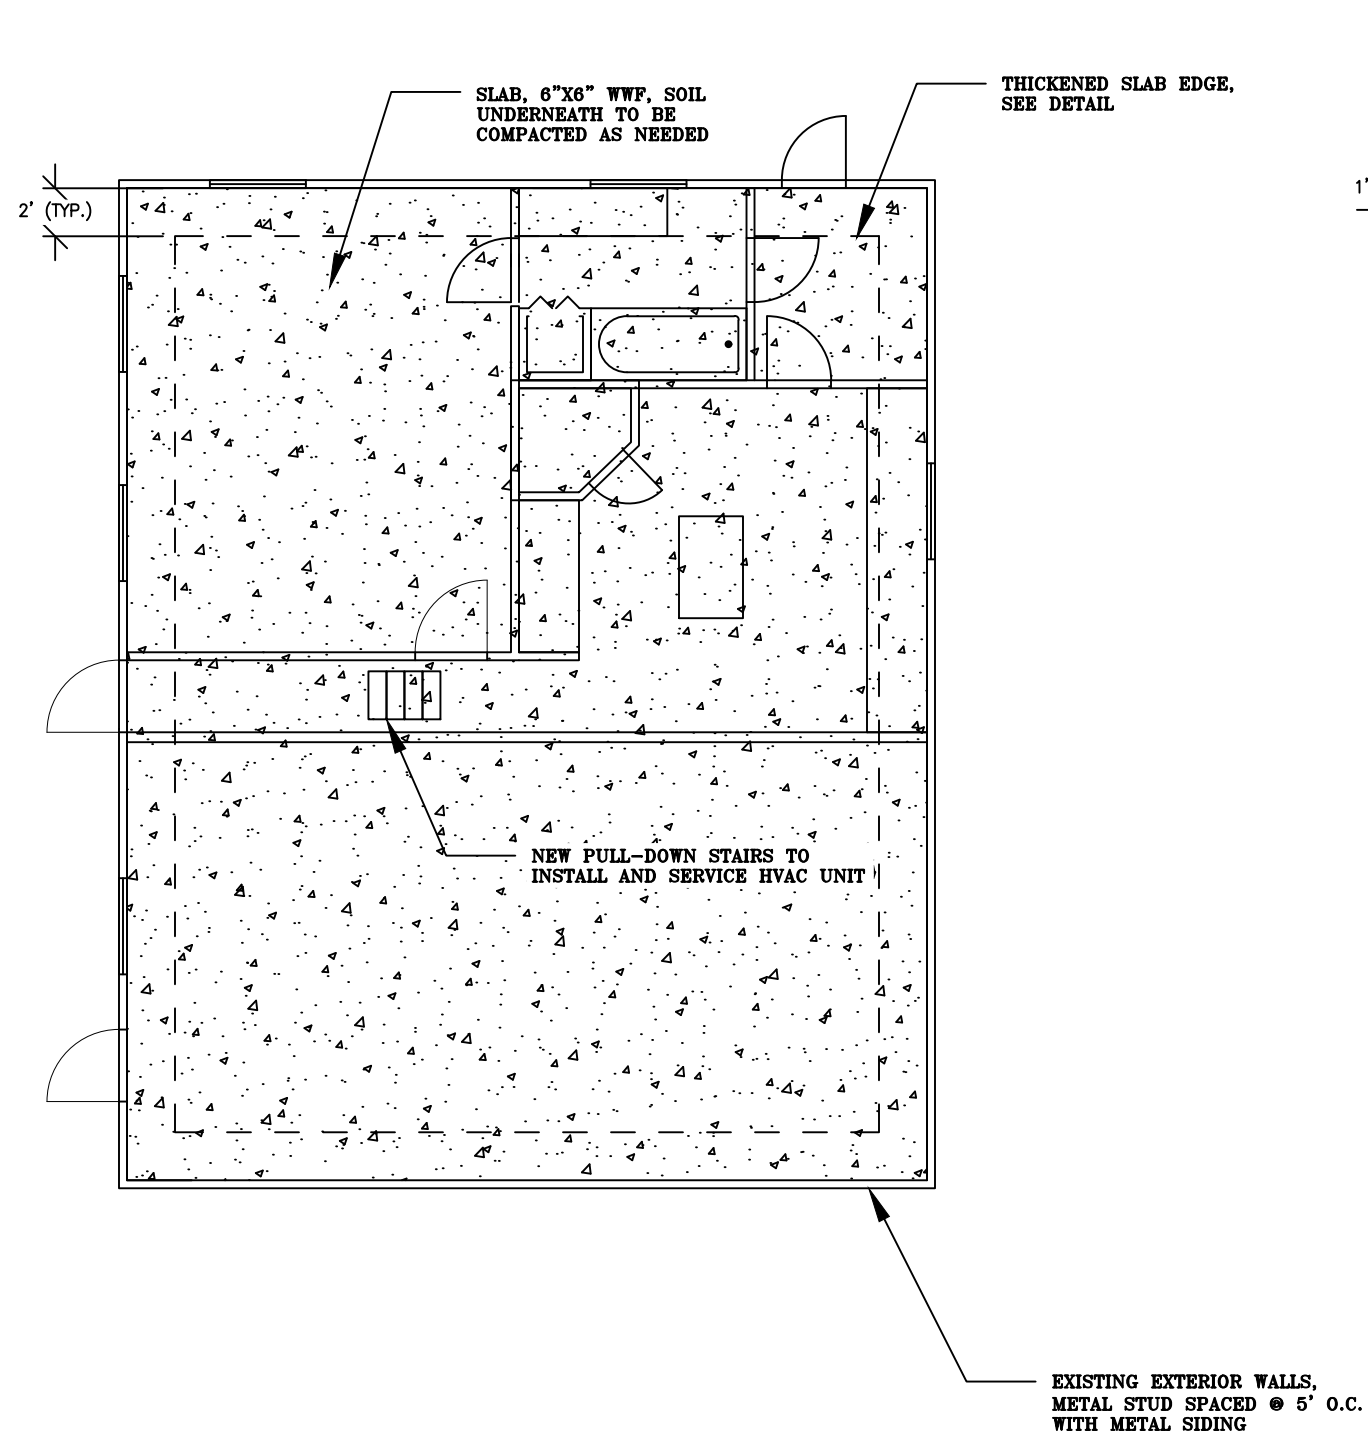 SLAB, 6”X6” WWF, SOIL
UNDERNEATH TO BE
COMPACTED AS NEEDED
THICKENED SLAB EDGE,
SEE DETAIL
2' (TYP.)
1'
NEW PULL-DOWN STAIRS TO
INSTALL AND SERVICE HVAC UNIT
EXISTING EXTERIOR WALLS,
METAL STUD SPACED @ 5' O.C.
WITH METAL SIDING